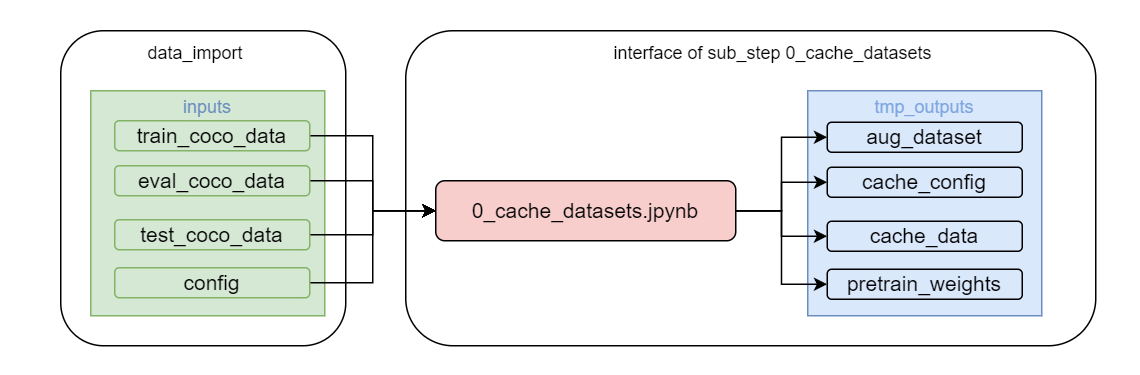 data_import
inputs
train_coco_data
eval_coco_data
test_coco_data
config
interface of sub_step 0_cache_datasets
0_cache_datasets.jpynb
tmp_outputs
aug_dataset
cache_config
cache_data
pretrain_weights